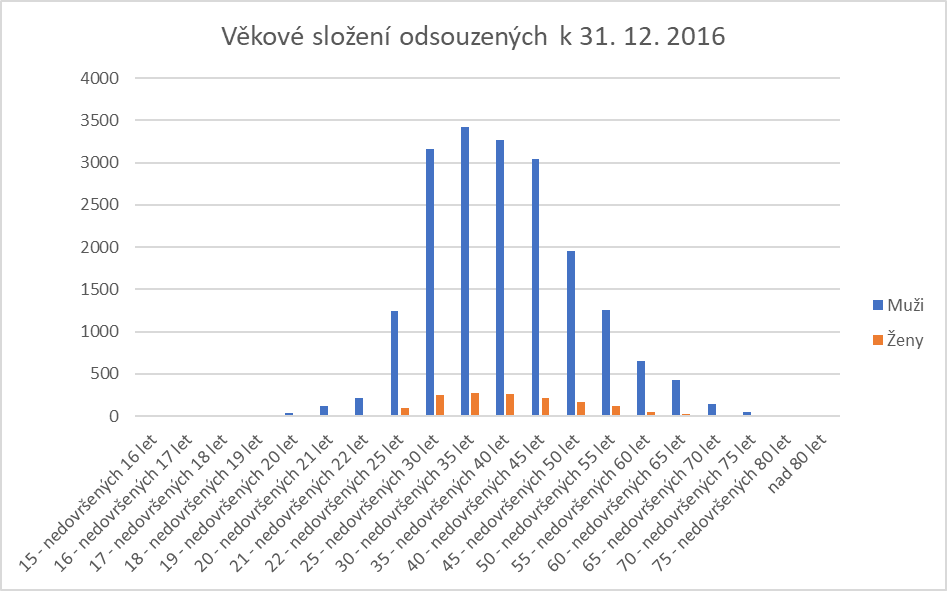 Věkové složení odsouzených k 31. 12. 2016
4000
3500
3000
2500
2000
1500
1000
500
0
15 - nedovršených 16 let
16 - nedovršených 17 let
17 - nedovršených 18 let
18 - nedovršených 19 let
19 - nedovršených 20 let
20 - nedovršených 21 let
21 - nedovršených 22 let
22 - nedovršených 25 let
25 - nedovršených 30 let
30 - nedovršených 35 let
35 - nedovršených 40 let
40 - nedovršených 45 let
45 - nedovršených 50 let
50 - nedovršených 55 let
55 - nedovršených 60 let
60 - nedovršených 65 let
65 - nedovršených 70 let
70 - nedovršených 75 let
75 - nedovršených 80 let
nad 80 let
Muži
Ženy